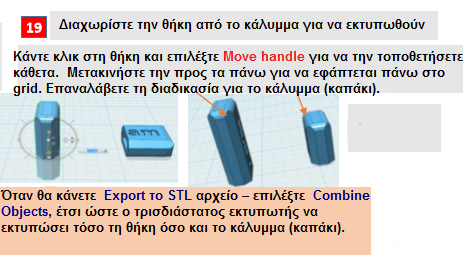 19 Διαχωρίστε την θήκη από το κάλυμμα για να εκτυπωθούν
Κάντε κλικ στη θήκη και επιλέξτε Move handle για να την τοποθετήσετε
κάθετα. Μετακινήστε την προς τα πάνω για να εφάπτεται πάνω στο
grid. Επαναλάβετε τη διαδικασία για το κάλυμμα (καπάκι).
am
Όταν θα κάνετε Export το STL αρχείο – επιλέξτε Combine
Objects, έτσι ώστε ο τρισδιάστατος εκτυπωτής να
εκτυπώσει τόσο τη θήκη όσο και το κάλυμμα (καπάκι).